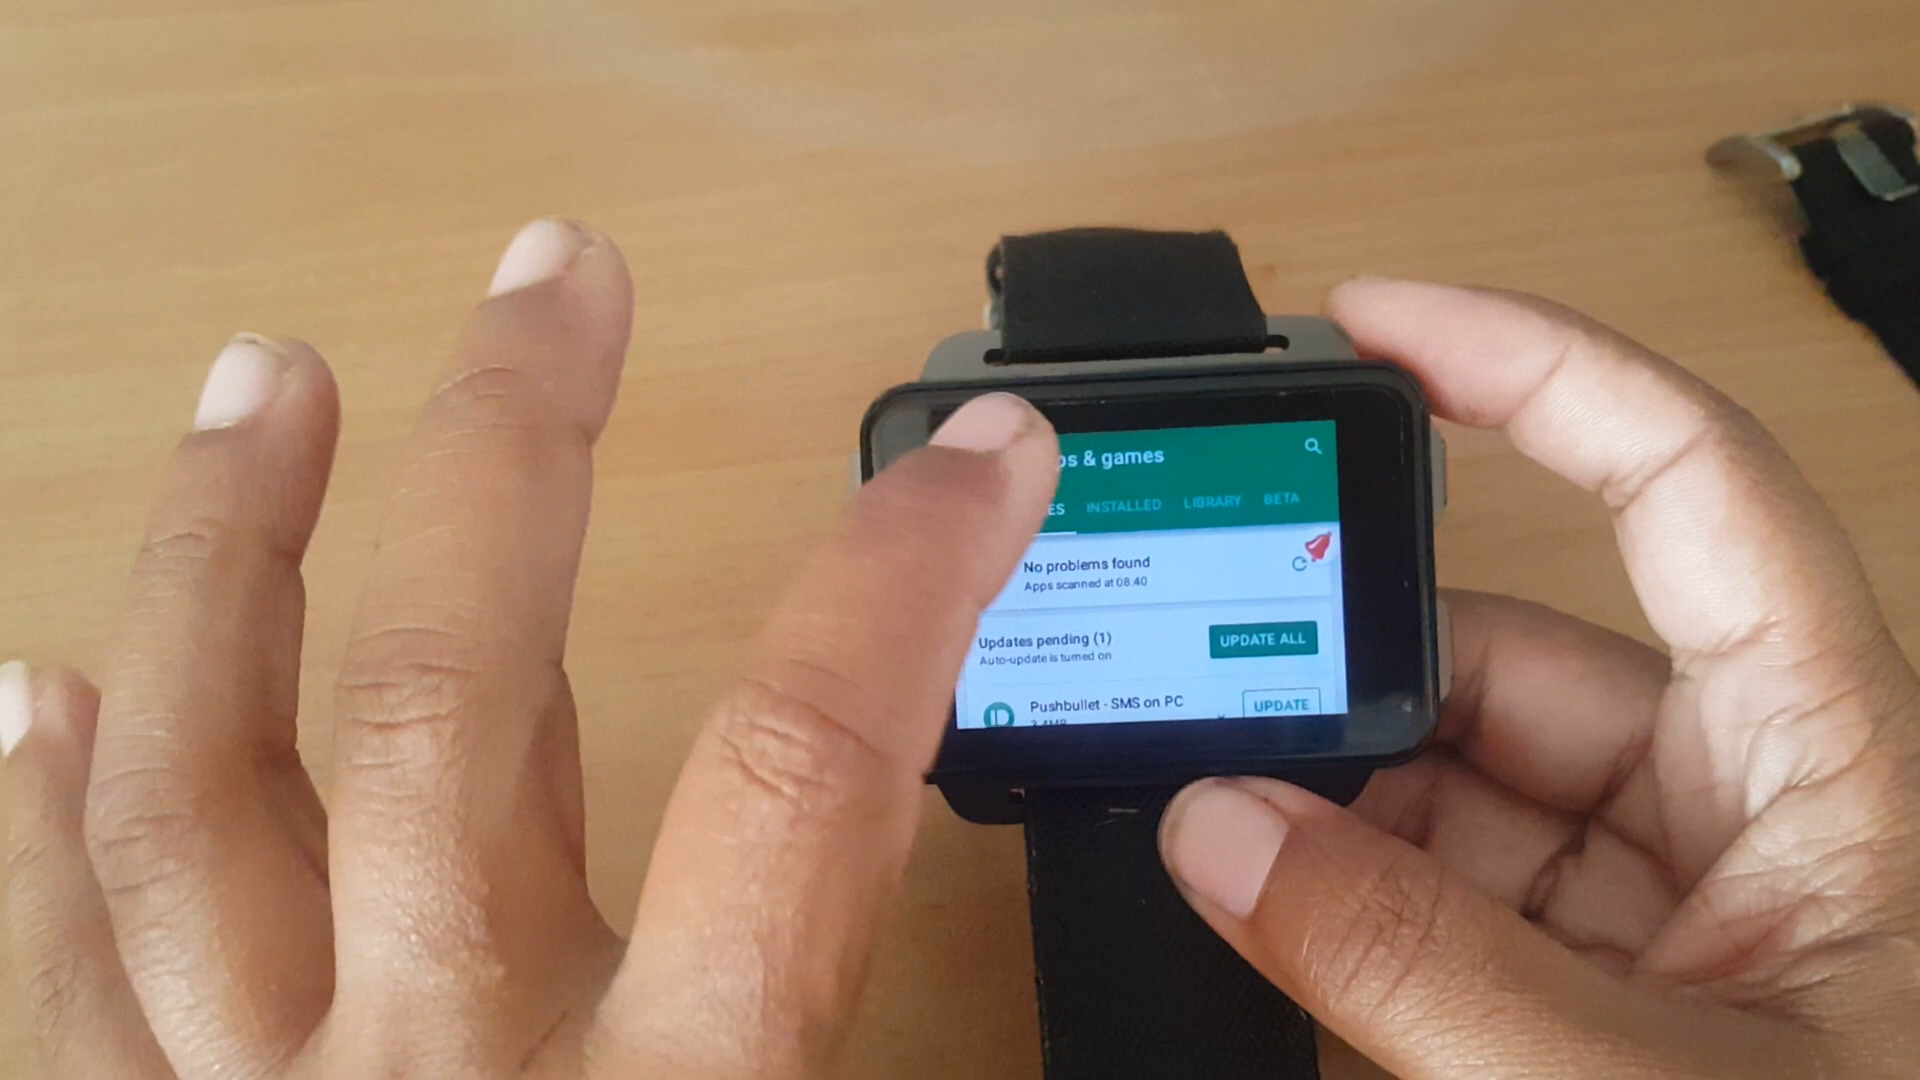 ps & games
ES INSTALLED LIBRARY BETA
No problems found
Apps scanned at 08.40
Updates pending (1)
UPDATE ALL
Auto-update is turned on
Pushbullet - SMS on PC
UPDATE